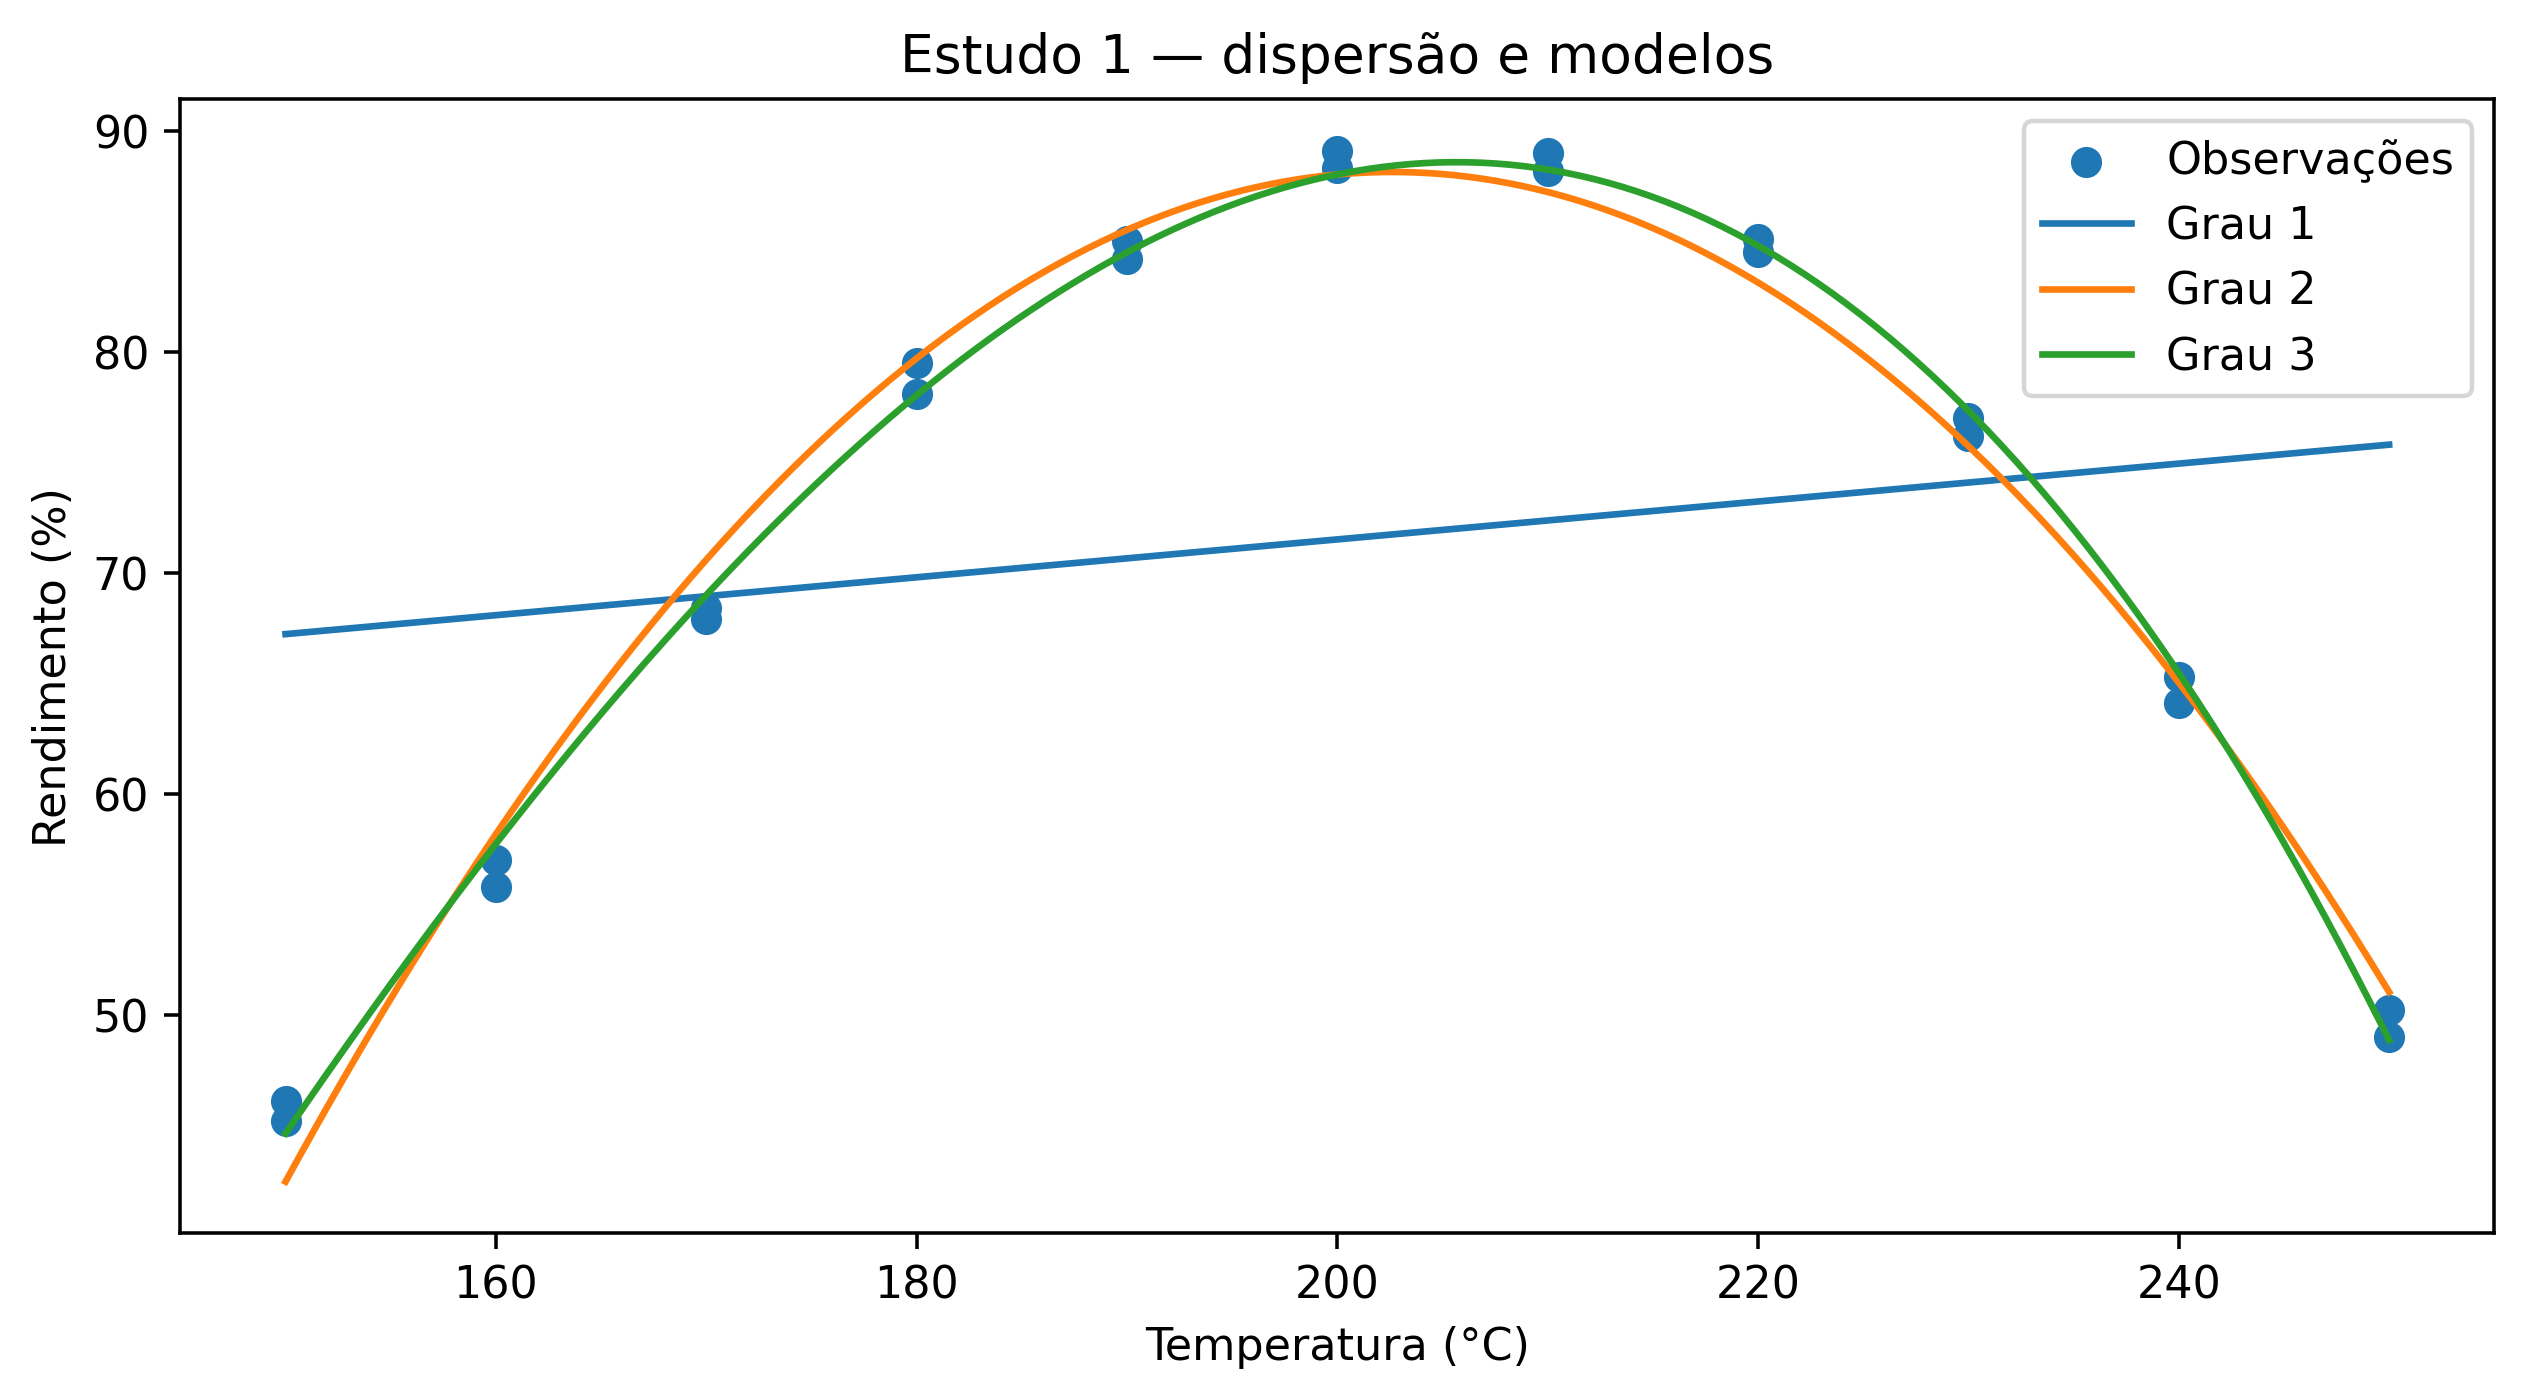 Estudo 1 — dispersão e modelos
90
80
70
60
50
Rendimento (%)
Observações
Grau 1
Grau 2
Grau 3
160 180 200 220 240
Temperatura (°C)